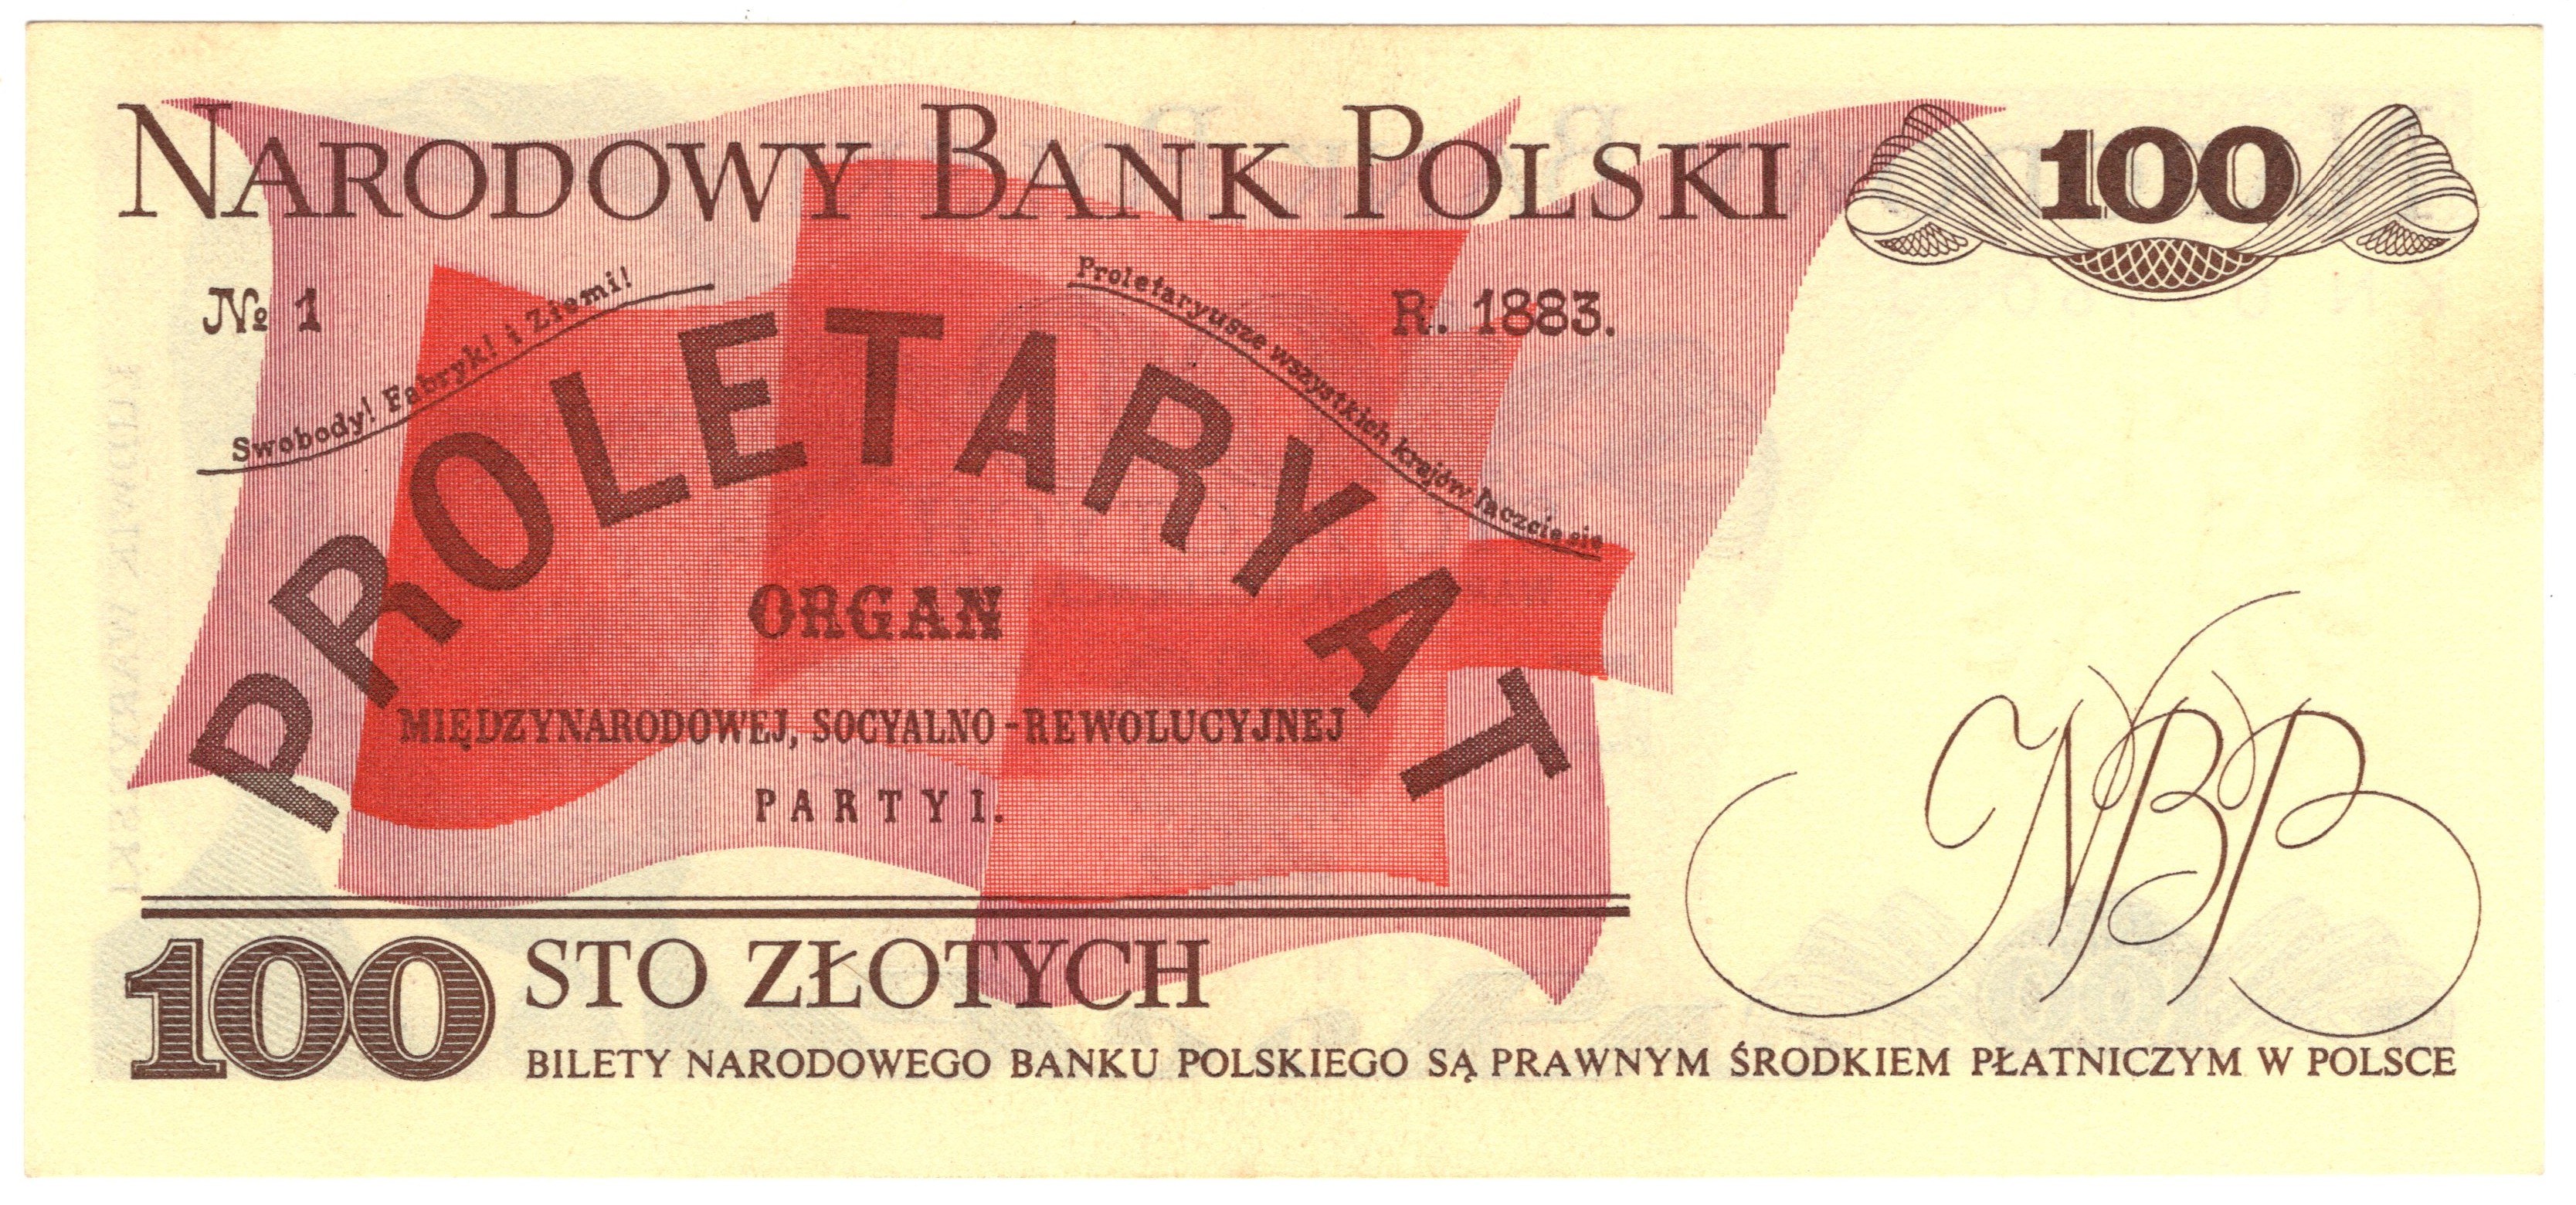 NARODOWY BANK POLSKI
100
№ 1
R. 1883.
Swobody! Fabryk! i Ziemi!
Proletaryusze wszystkich krajów łączcie się
PROLETARYAT
ORGAN
MIĘDZYNARODOWEJ, SOCYALNO-REWOLUCYJNEJ
PARTYI.
NBP
100
STO ZŁOTYCH
BILETY NARODOWEGO BANKU POLSKIEGO SĄ PRAWNYM ŚRODKIEM PŁATNICZYM W POLSCE